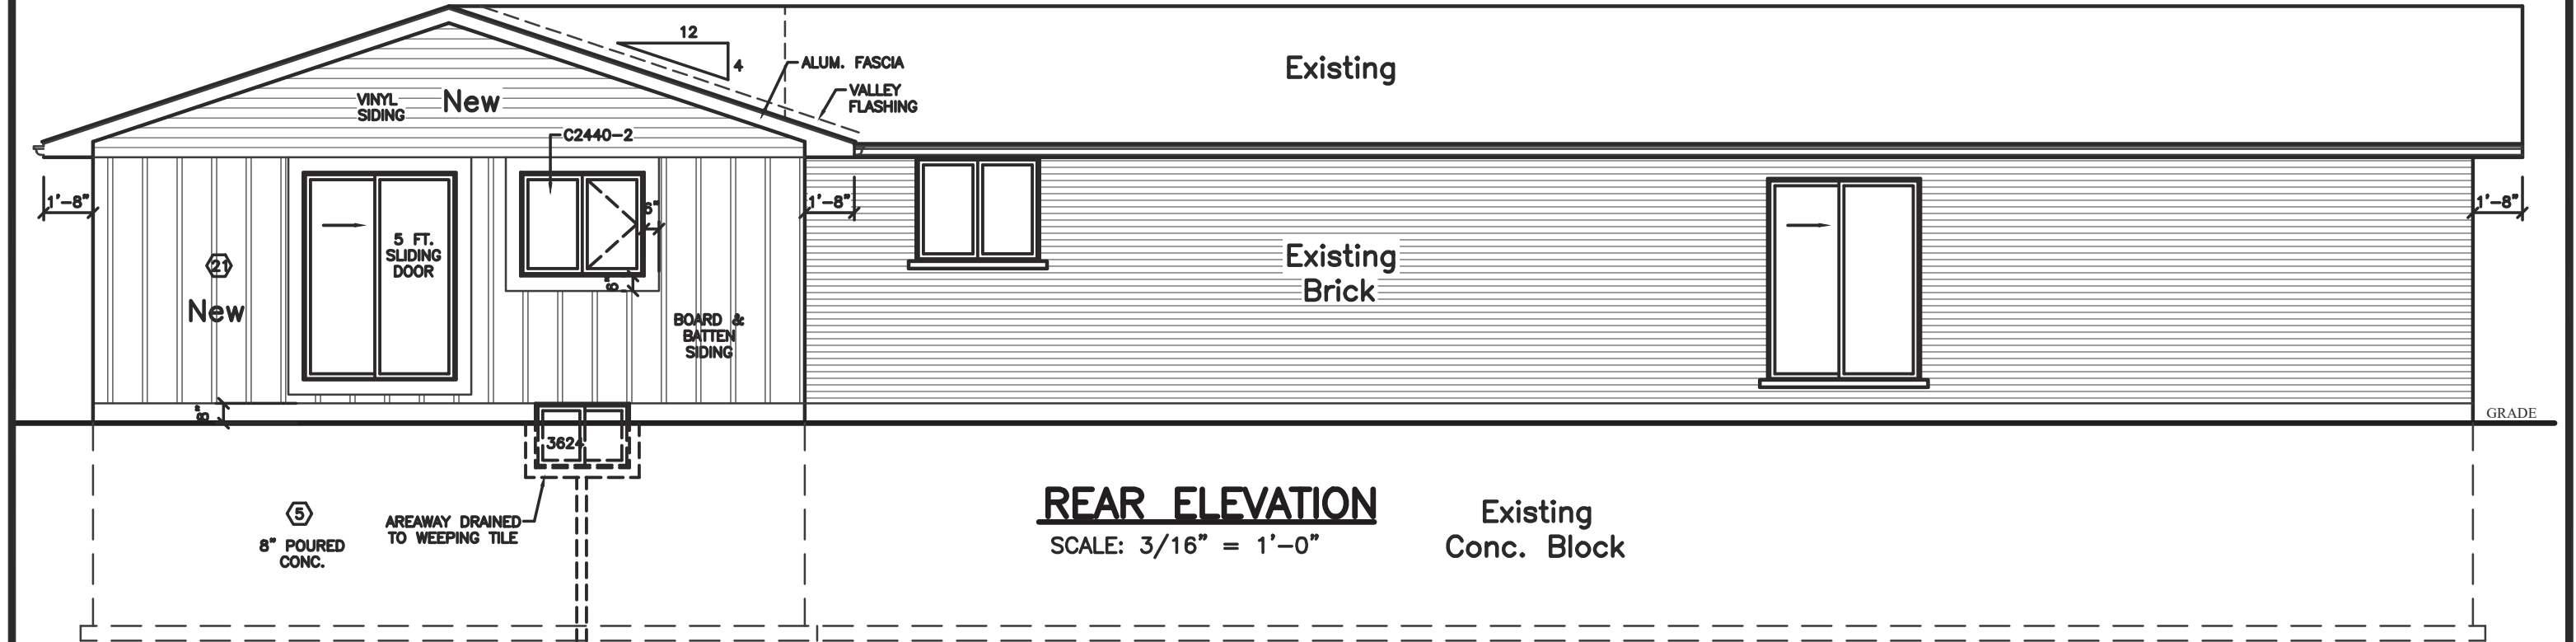 12
4
ALUM. FASCIA
VALLEY
FLASHING
Existing
VINYL
SIDING
New
C2440-2
1'-8"
1'-8"
1'-8"
6"
6"
5 FT.
SLIDING
DOOR
21
New
BOARD &
BATTEN
SIDING
Existing
Brick
8"
GRADE
3624
5
8" POURED
CONC.
AREAWAY DRAINED
TO WEEPING TILE
REAR ELEVATION
SCALE: 3/16" = 1'-0"
Existing
Conc. Block